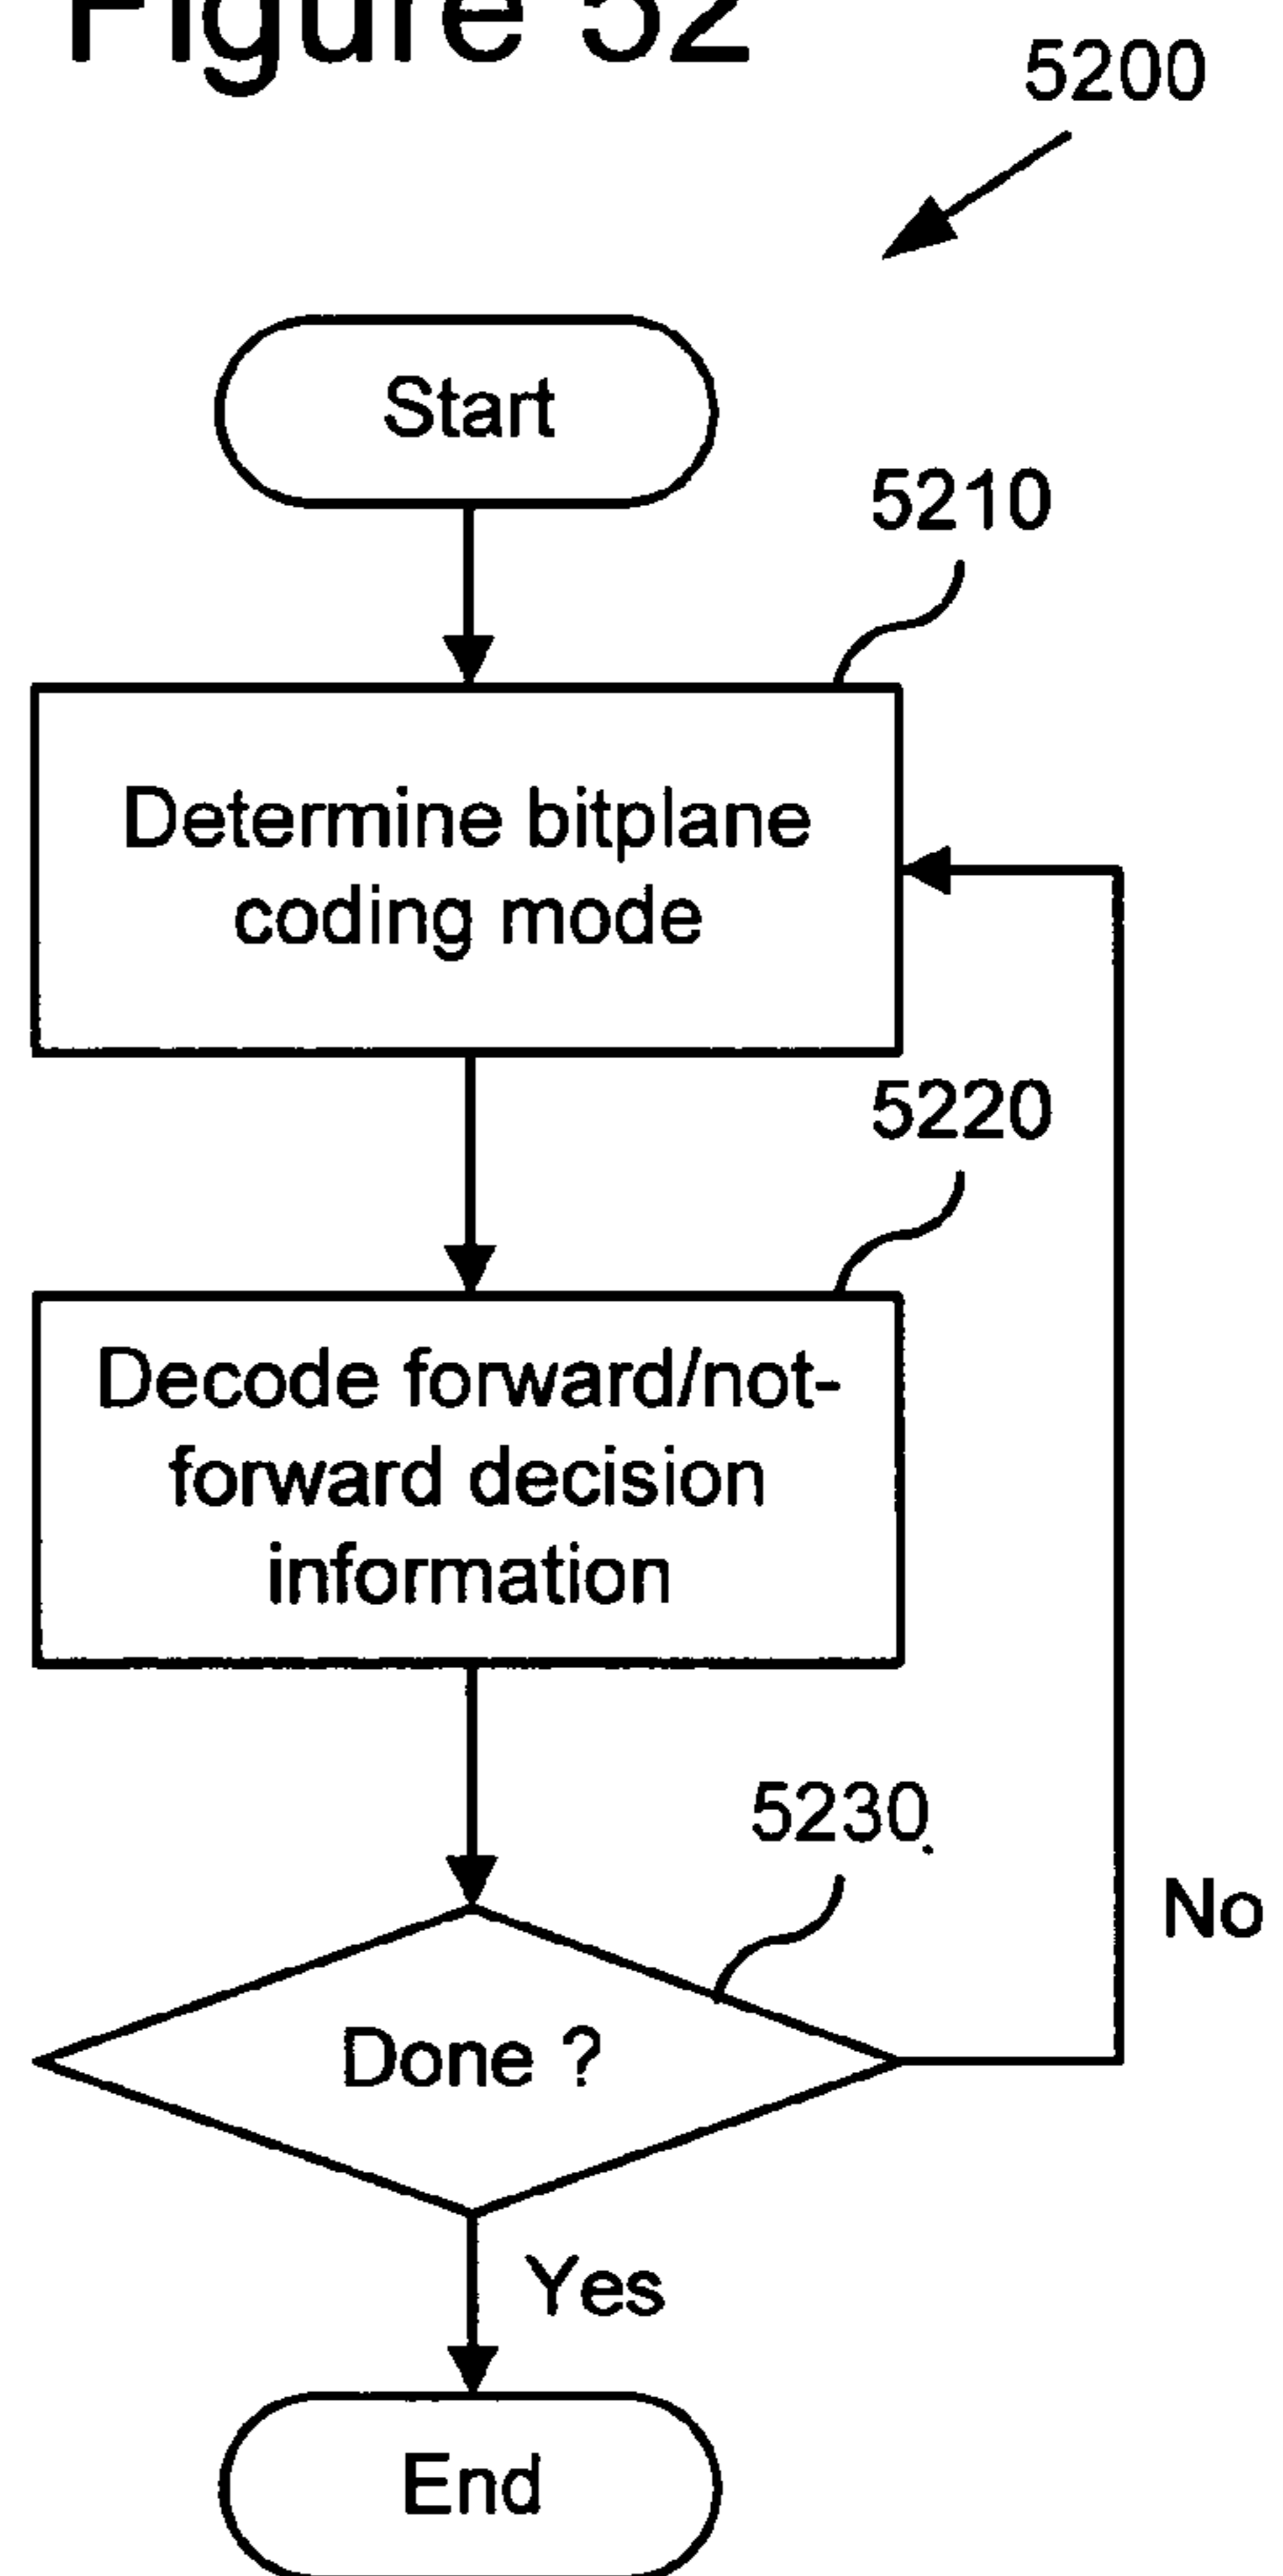 Figure 52
5200
Start
5210
Determine bitplane
coding mode
5220
Decode forward/not-
forward decision
information
5230
No
Done ?
Yes
End